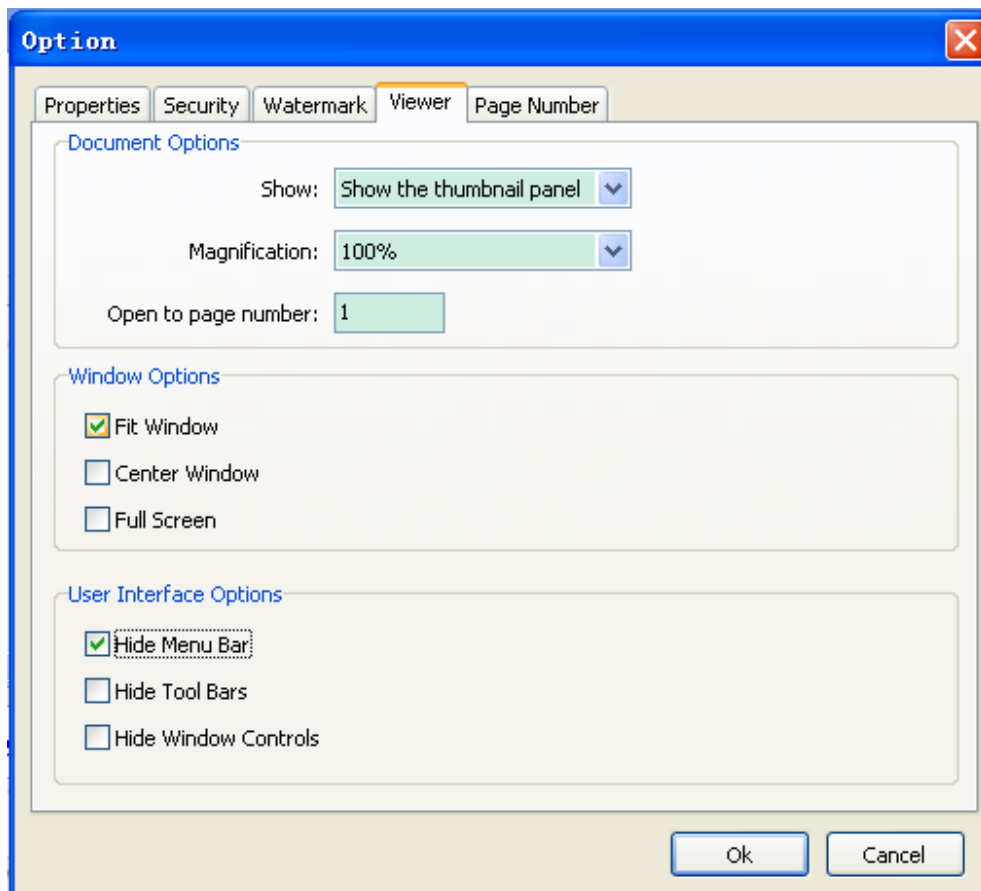 Option
Properties Security Watermark Viewer Page Number
Document Options
Show: Show the thumbnail panel
Magnification: 100%
Open to page number: 1
Window Options
Fit Window
Center Window
Full Screen
User Interface Options
Hide Menu Bar
Hide Tool Bars
Hide Window Controls
Ok Cancel